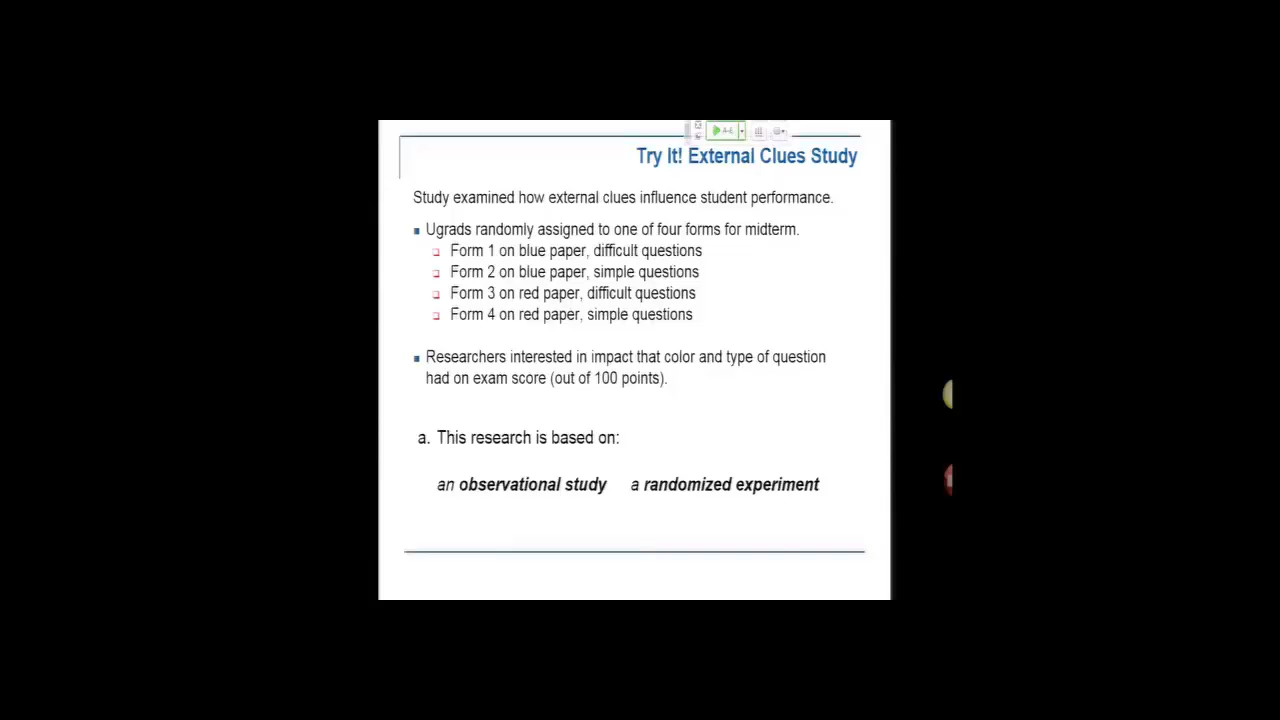 A-E
Try It! External Clues Study
Study examined how external clues influence student performance.
Ugrads randomly assigned to one of four forms for midterm.
Form 1 on blue paper, difficult questions
Form 2 on blue paper, simple questions
Form 3 on red paper, difficult questions
Form 4 on red paper, simple questions
Researchers interested in impact that color and type of question
had on exam score (out of 100 points).
a. This research is based on:
an observational study a randomized experiment